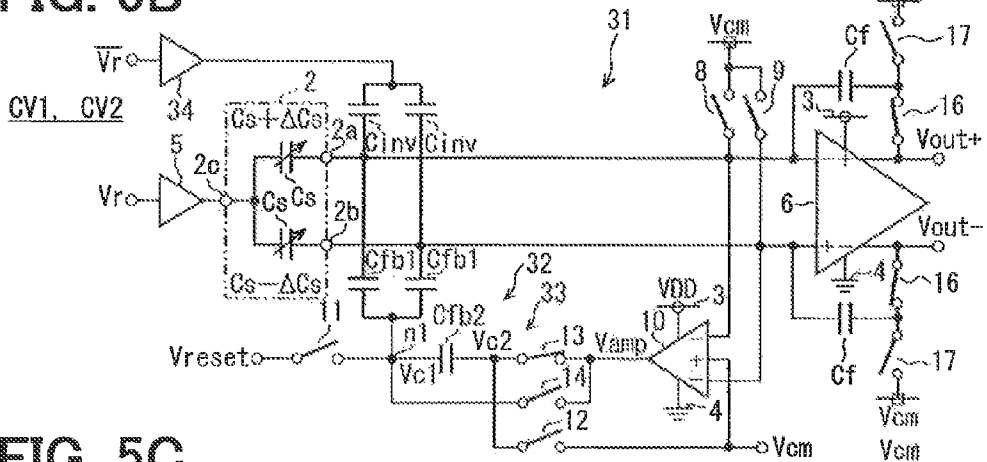 31
Vcm
Vr
34
CV1, CV2
2
Cs+ΔCs
2a
Cinv
Cinv
8
9
Cf
17
16
3
Vout+
5
2c
Vr
Cs
Cs
2b
6
Vout-
Cs-ΔCs
Cfb1
Cfb1
32
33
VDD
3
4
16
11
Cfb2
n1
Vreset
Vc1
Vc2
13
Vamp
10
14
12
4
Cf
17
Vcm
Vcm
Vcm
FIG. 5C